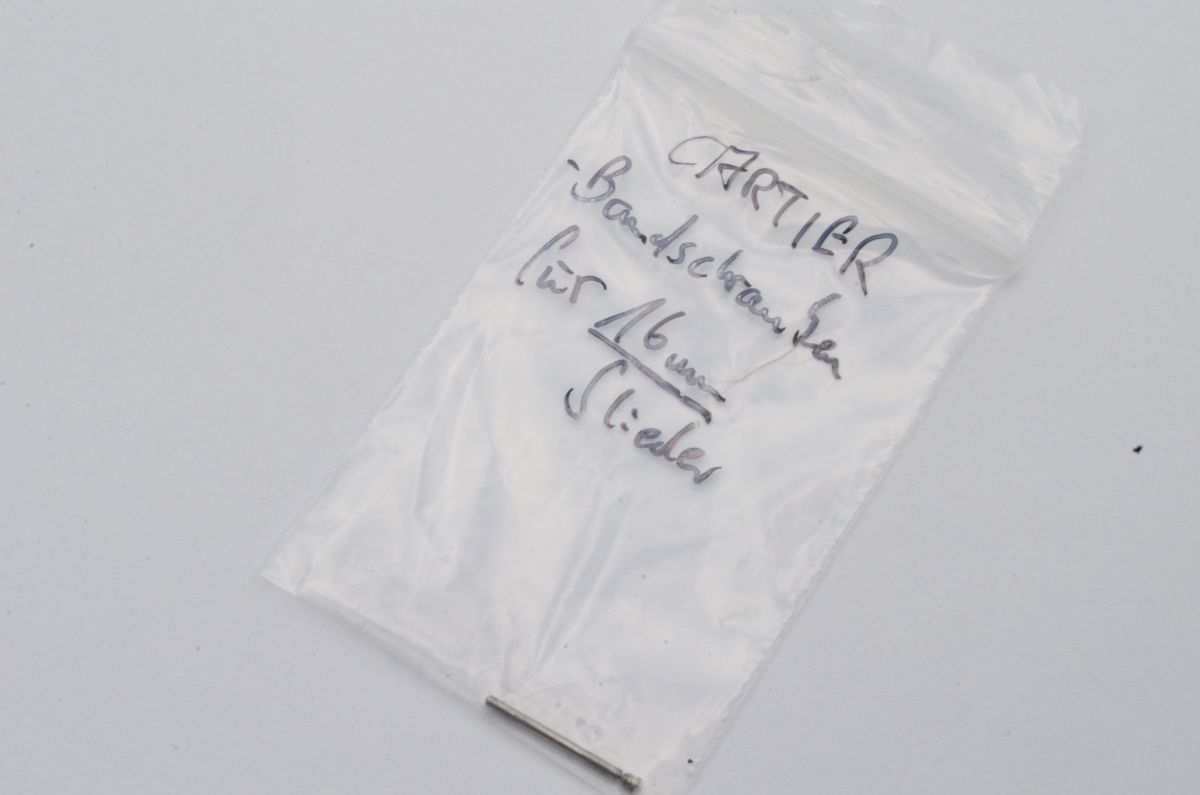 CARTIER
-Bandschrauben
für 16mm
Glieder